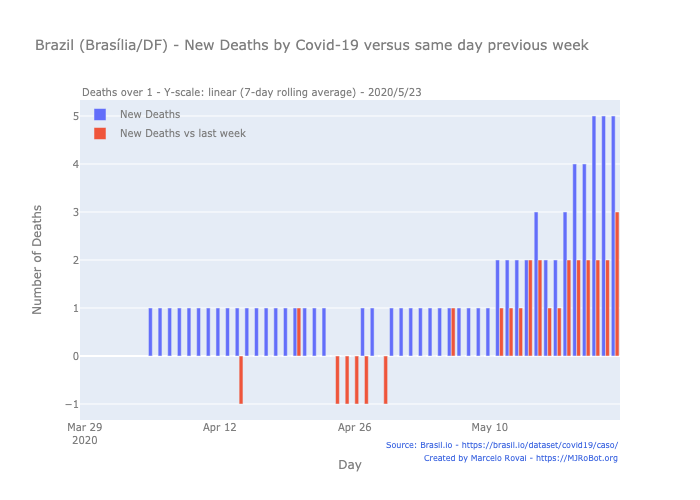 Brazil (Brasília/DF) - New Deaths by Covid-19 versus same day previous week
Deaths over 1 - Y-scale: linear (7-day rolling average) - 2020/5/23
New Deaths
New Deaths vs last week
5
4
3
2
1
0
−1
Number of Deaths
Mar 29
2020
Apr 12
Apr 26
May 10
Day
Source: Brasil.io - https://brasil.io/dataset/covid19/caso/
Created by Marcelo Rovai - https://MJRoBot.org